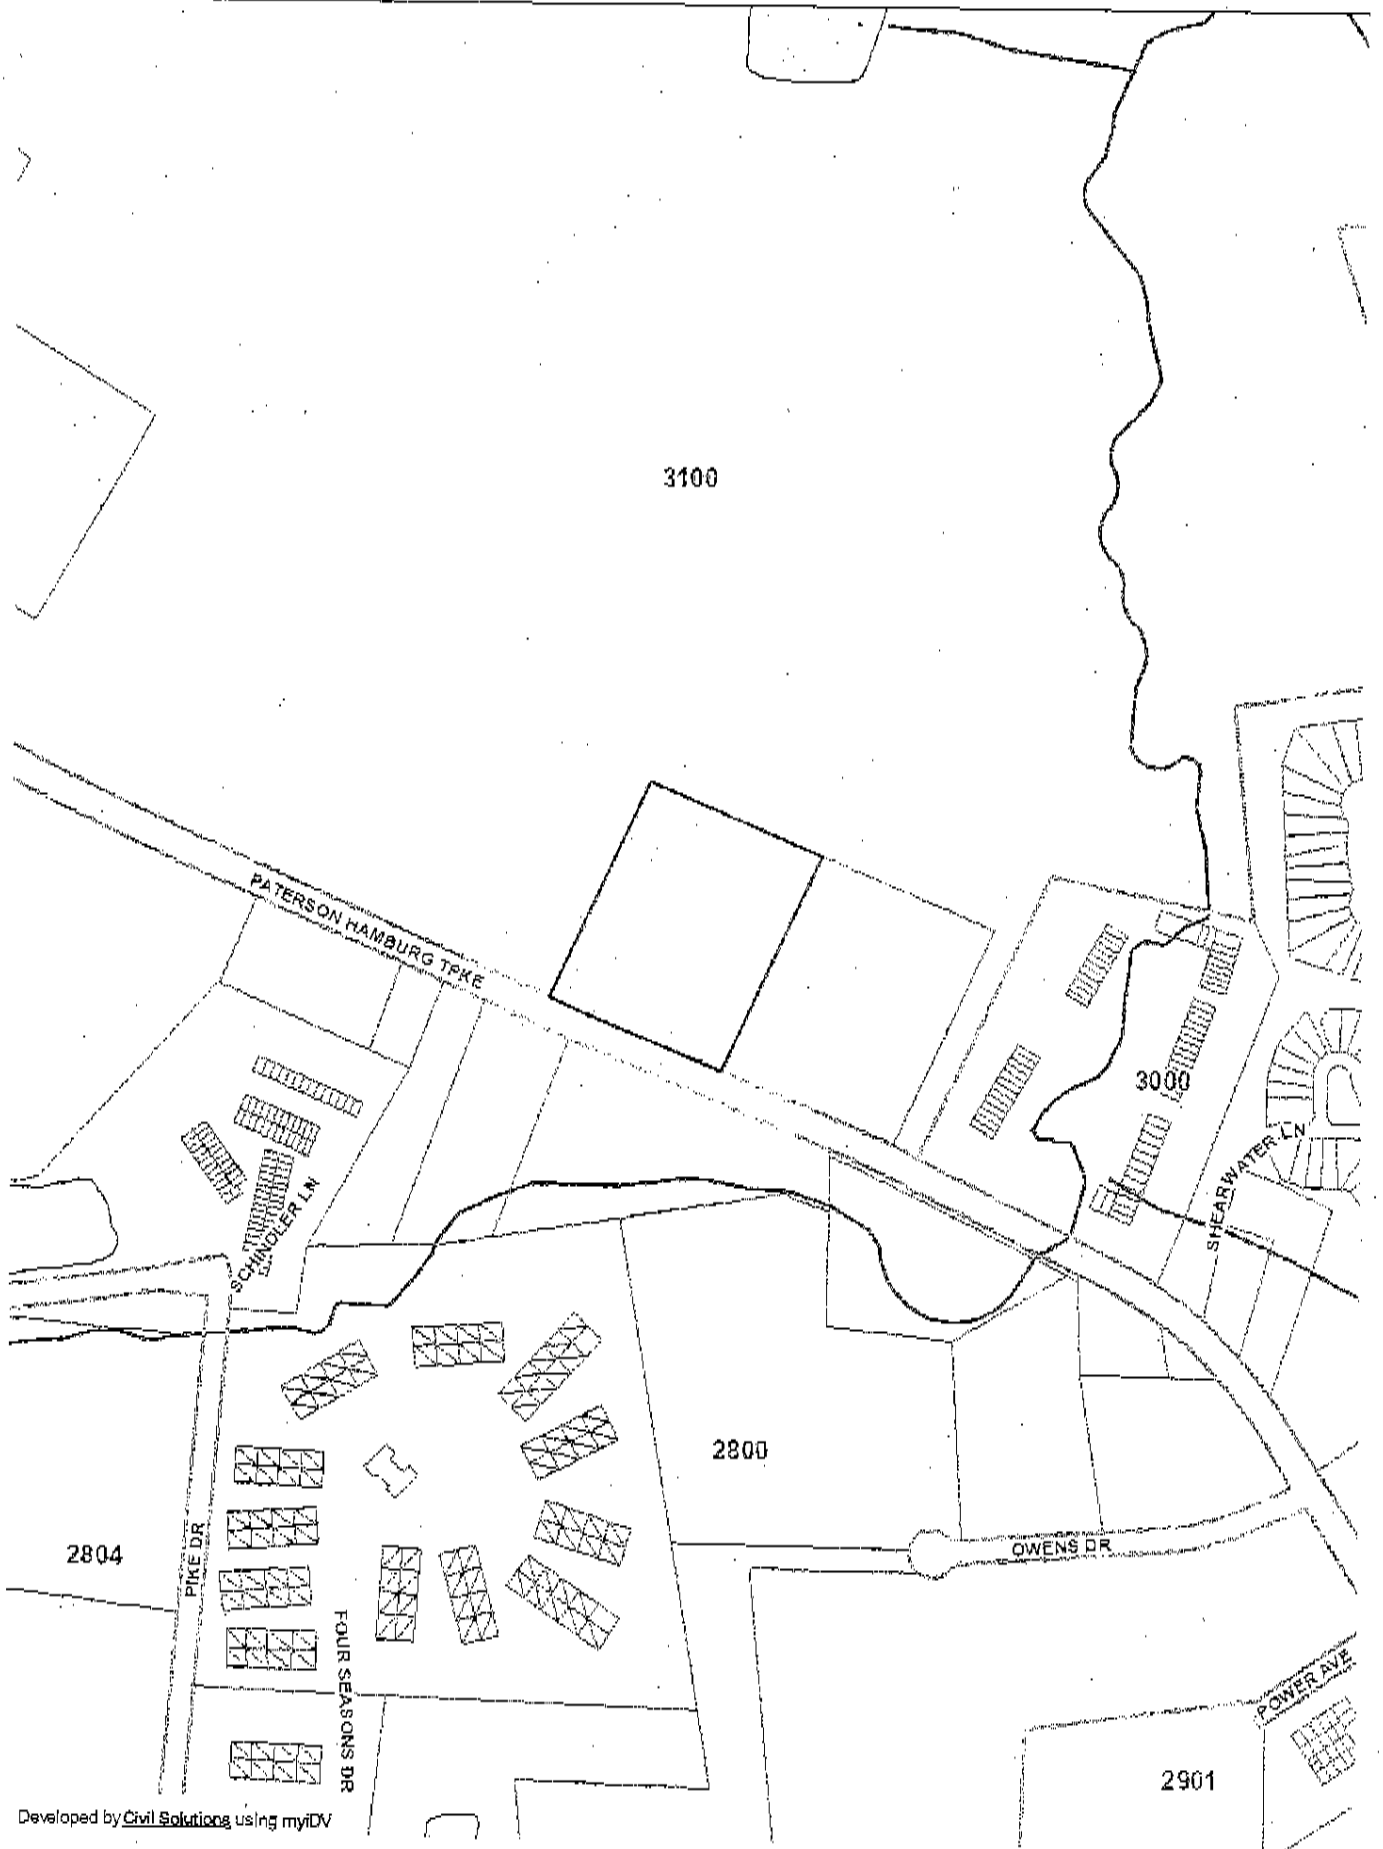 3100
PATERSON HAMBURG TPKE
3000
SHEARWATER LN
SCHINDLER LN
2800
OWENS DR
2804
PIKE DR
FOUR SEASONS DR
POWER AVE
2901
Developed by Civil Solutions using myiDV